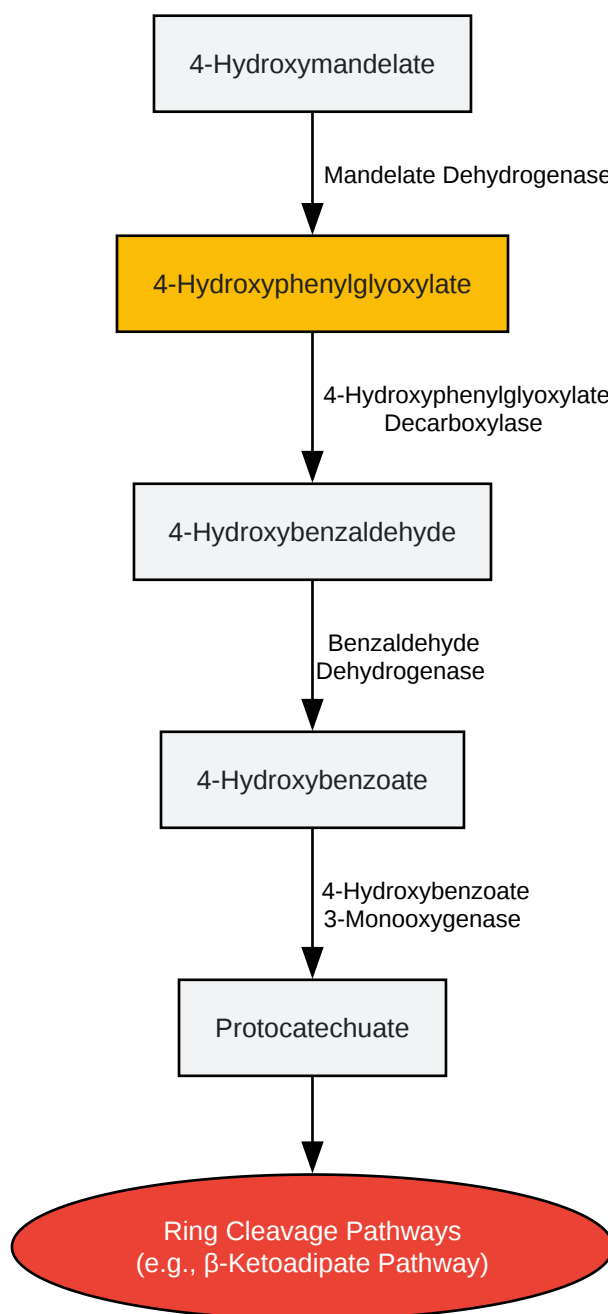 4-Hydroxymandelate
Mandelate Dehydrogenase
4-Hydroxyphenylglyoxylate
4-Hydroxyphenylglyoxylate
Decarboxylase
4-Hydroxybenzaldehyde
Benzaldehyde
Dehydrogenase
4-Hydroxybenzoate
4-Hydroxybenzoate
3-Monooxygenase
Protocatechuate
Ring Cleavage Pathways
(e.g., β-Ketoadipate Pathway)